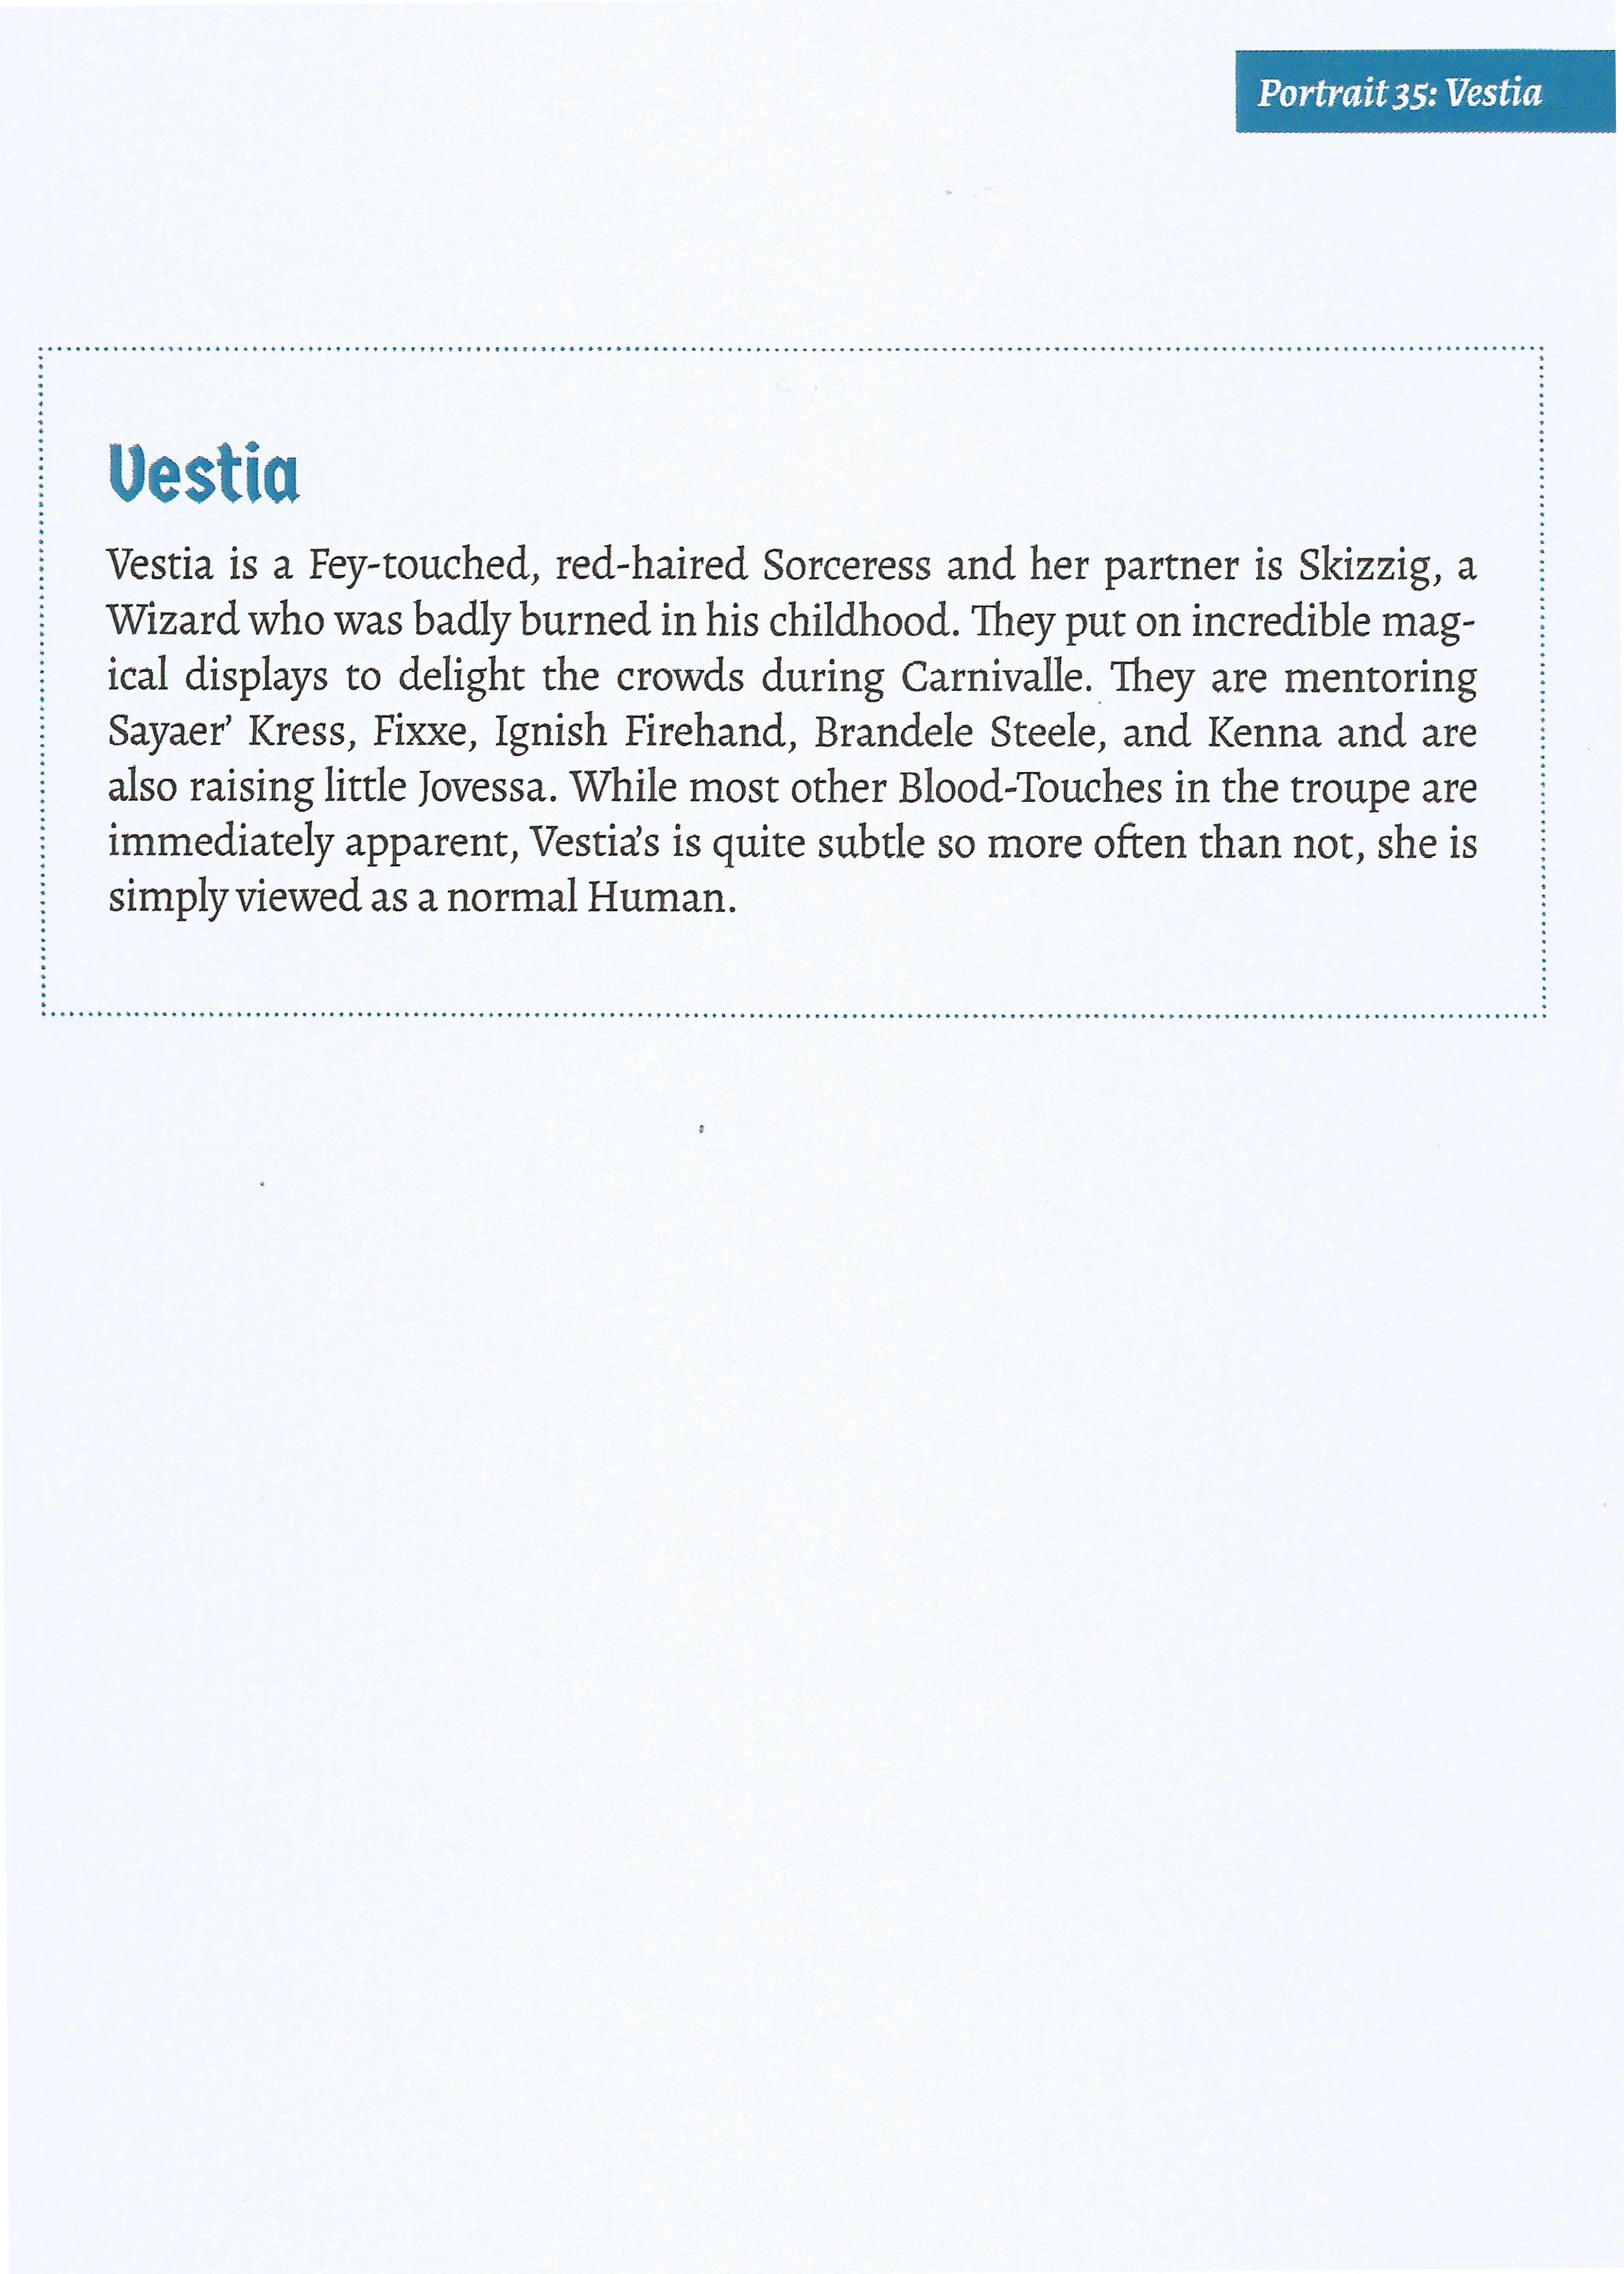 Portrait 35: Vestia
Vestia
Vestia is a Fey-touched, red-haired Sorceress and her partner is Skizzig, a
Wizard who was badly burned in his childhood. They put on incredible mag-
ical displays to delight the crowds during Carnivalle. They are mentoring
Sayaer’ Kress, Fixxe, Ignish Firehand, Brandele Steele, and Kenna and are
also raising little Jovessa. While most other Blood-Touches in the troupe are
immediately apparent, Vestia’s is quite subtle so more often than not, she is
simply viewed as a normal Human.